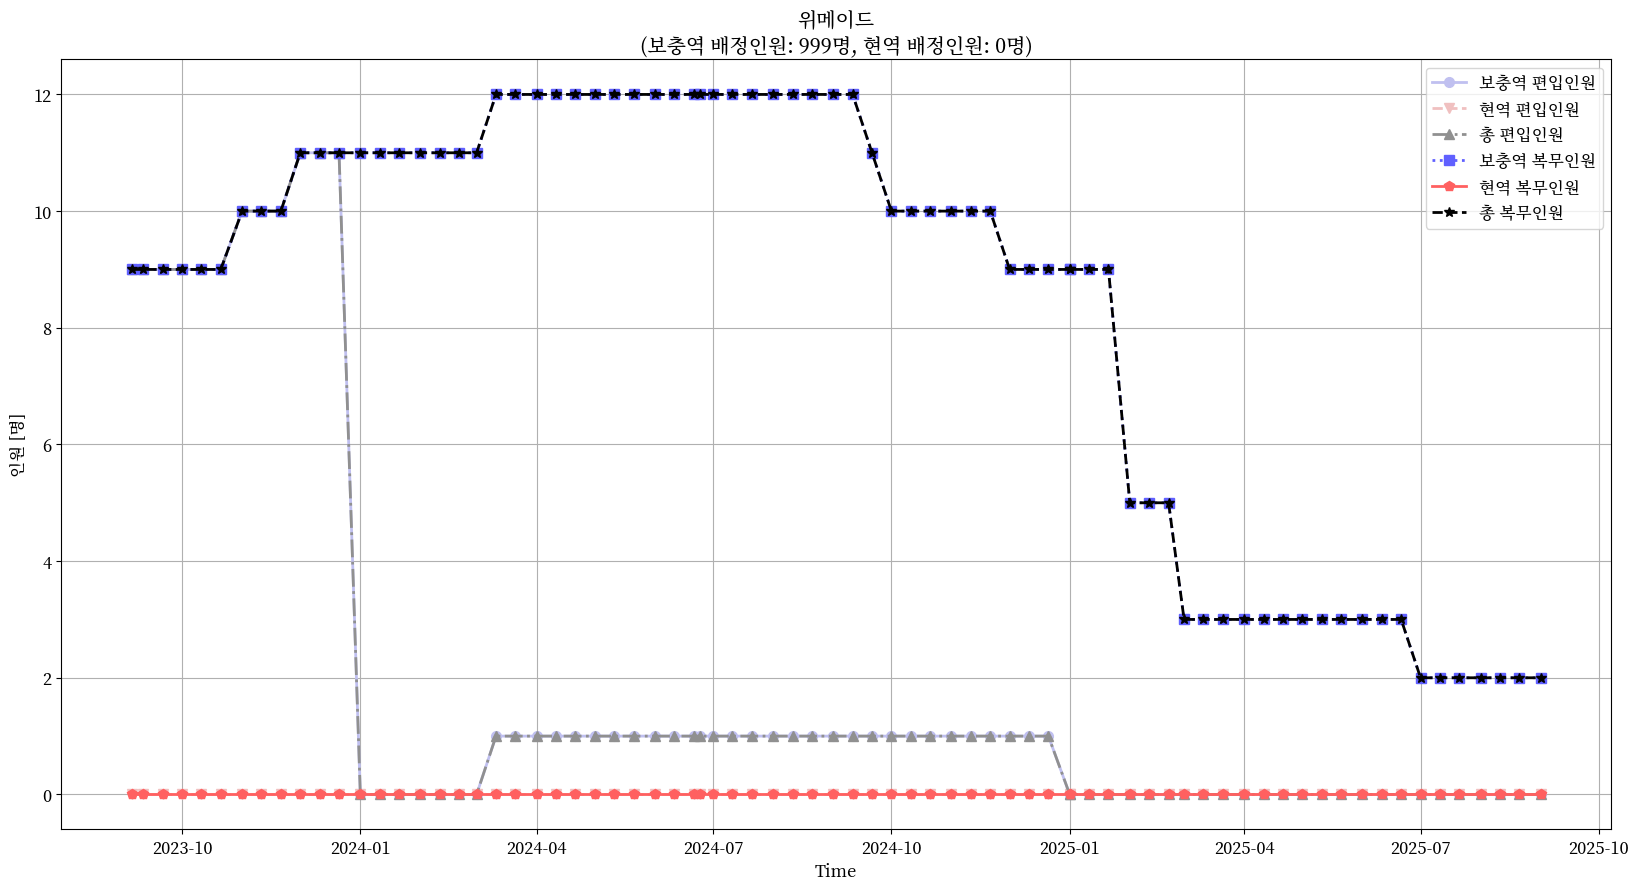 위메이드
(보충역 배정인원: 999명, 현역 배정인원: 0명)
보충역 편입인원
현역 편입인원
총 편입인원
보충역 복무인원
현역 복무인원
총 복무인원
인원 [명]
12
10
8
6
4
2
0
2023-10
2024-01
2024-04
2024-07
2024-10
2025-01
2025-04
2025-07
2025-10
Time